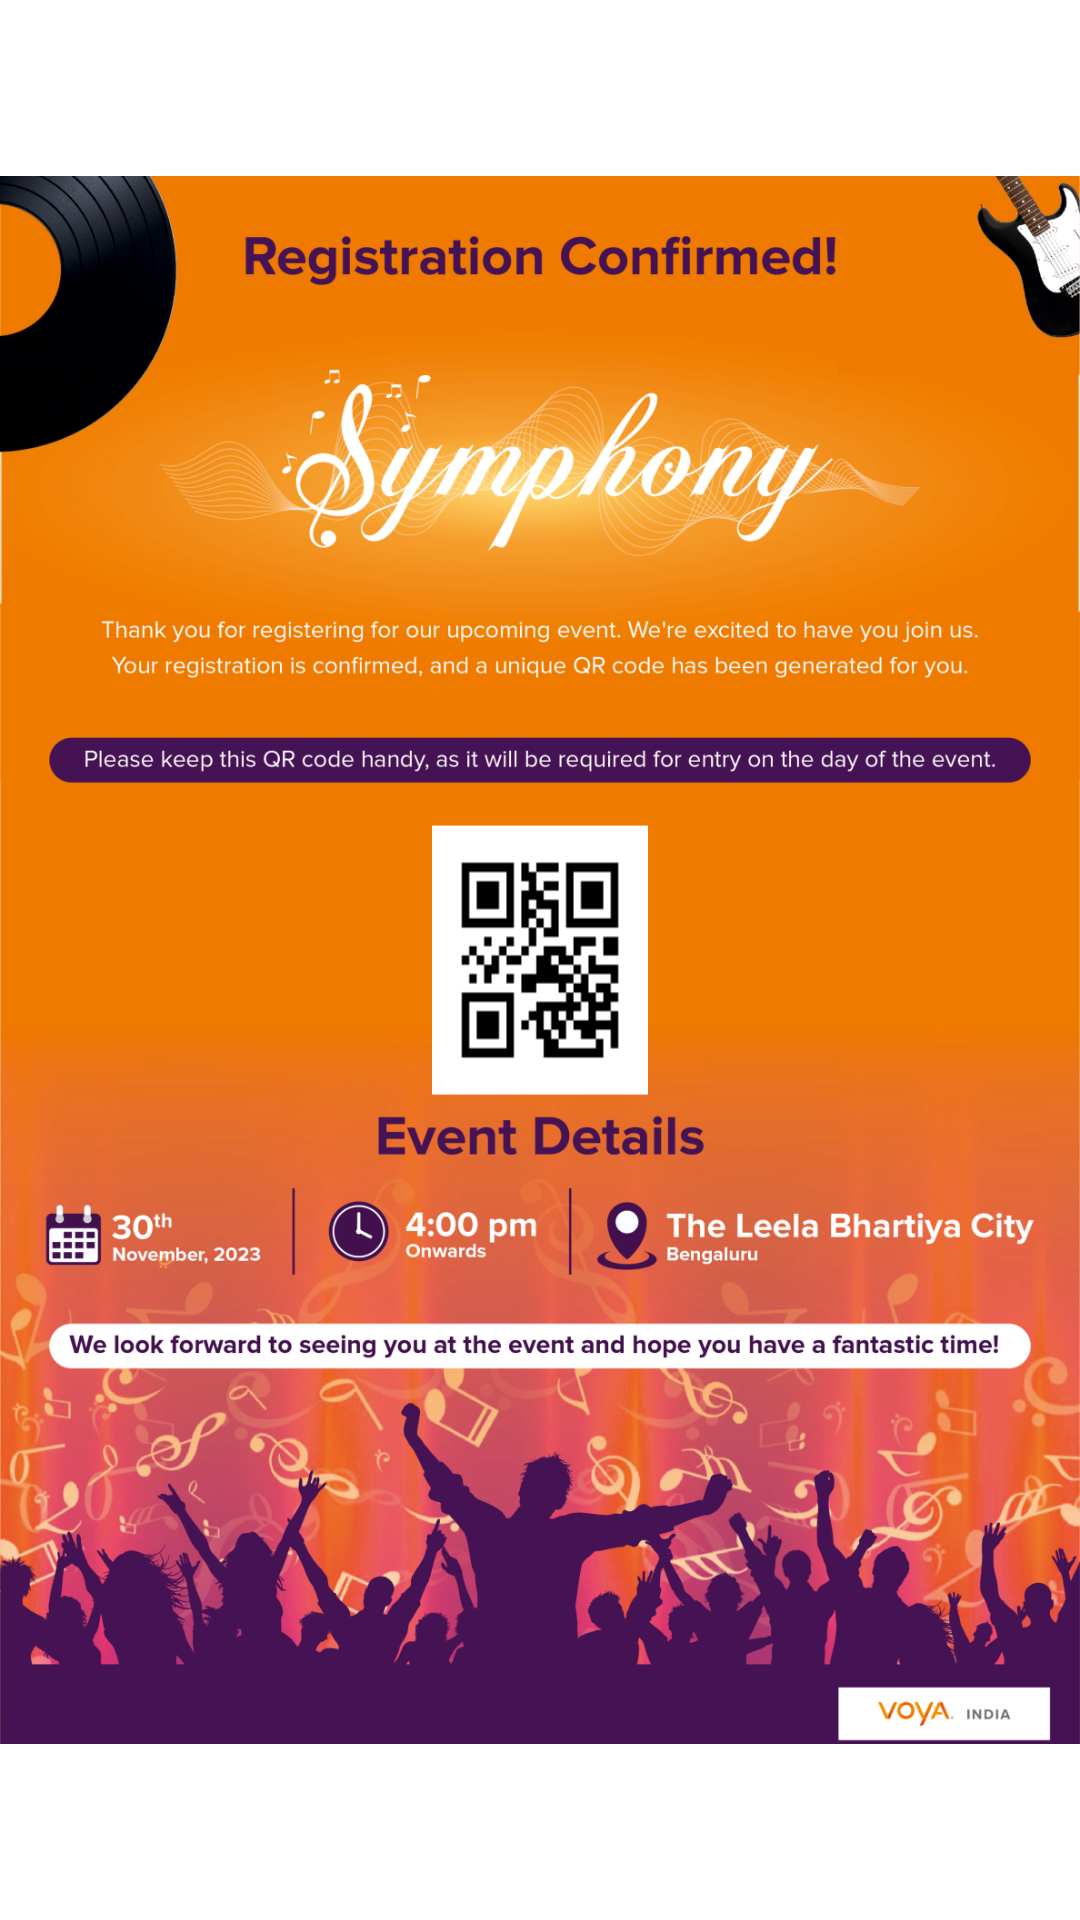 Registration Confirmed!
Symphony
Thank you for registering for our upcoming event. We're excited to have you join us.
Your registration is confirmed, and a unique QR code has been generated for you.
Please keep this QR code handy, as it will be required for entry on the day of the event.
Event Details
30th
November, 2023
4:00 pm
Onwards
The Leela Bhartiya City
Bengaluru
We look forward to seeing you at the event and hope you have a fantastic time!
VOYA. INDIA